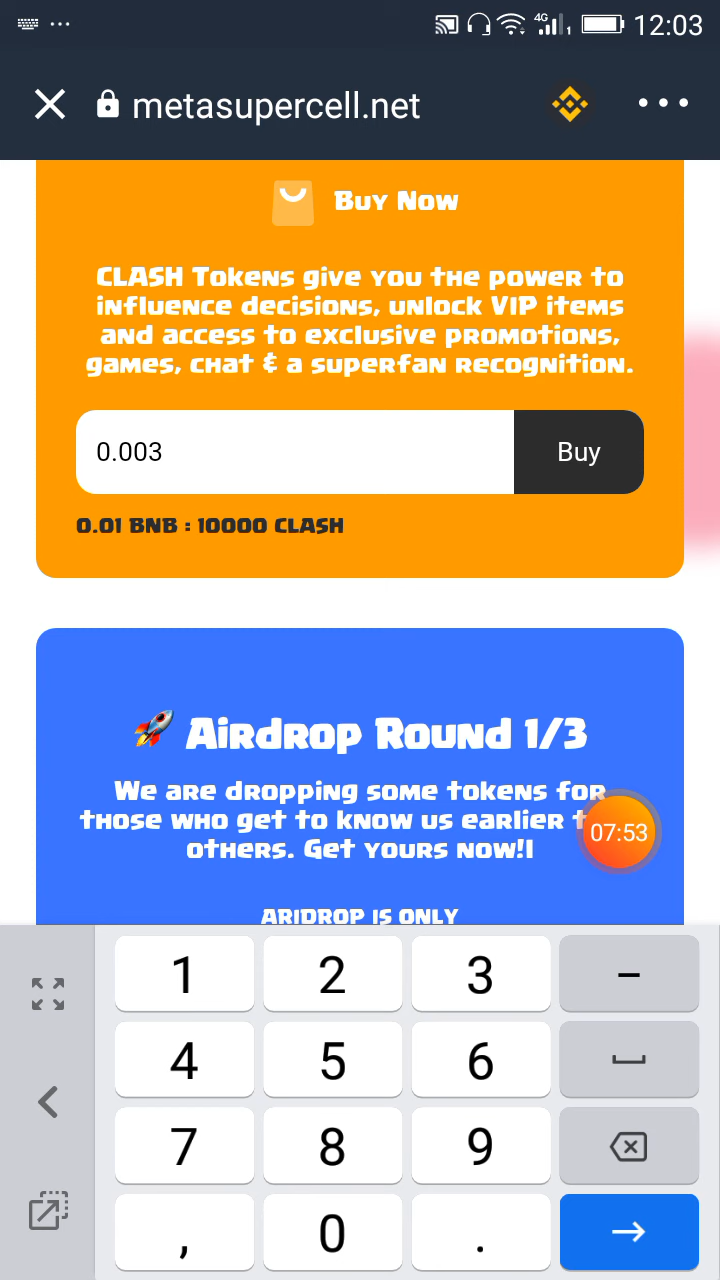 4G 1 12:03
metasupercell.net
Buy Now
CLASH Tokens give you the power to
influence decisions, unlock VIP items
and access to exclusive promotions,
games, chat & a superfan recognition.
0.003 Buy
0.01 BNB : 10000 CLASH
🚀 Airdrop Round 1/3
We are dropping some tokens for
those who get to know us earlier t
07:53
others. Get yours now!1
ARIDROP IS ONLY
1 2 3 –
4 5 6
7 8 9
, 0 .